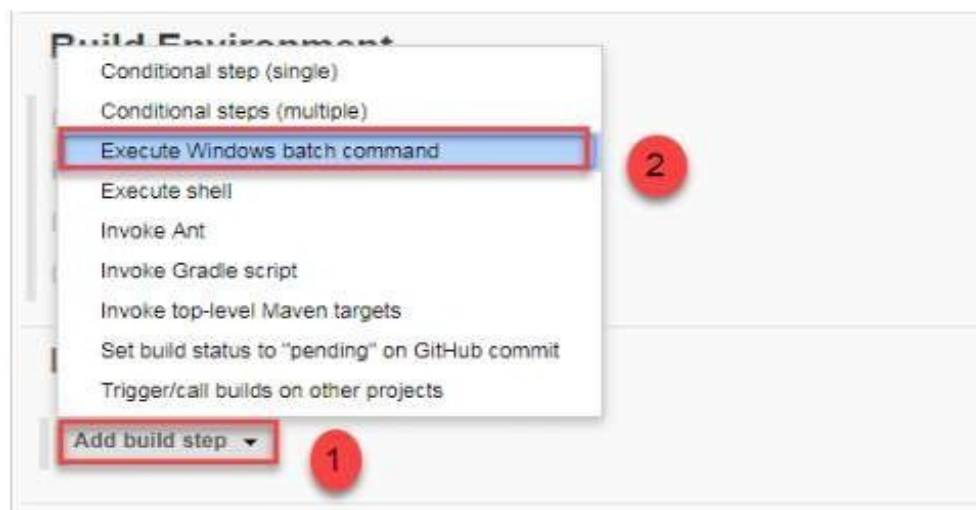 Build Environment
Conditional step (single)
Conditional steps (multiple)
Execute Windows batch command
2
Execute shell
Invoke Ant
Invoke Gradle script
Invoke top-level Maven targets
Set build status to "pending" on GitHub commit
Trigger/call builds on other projects
Add build step
1